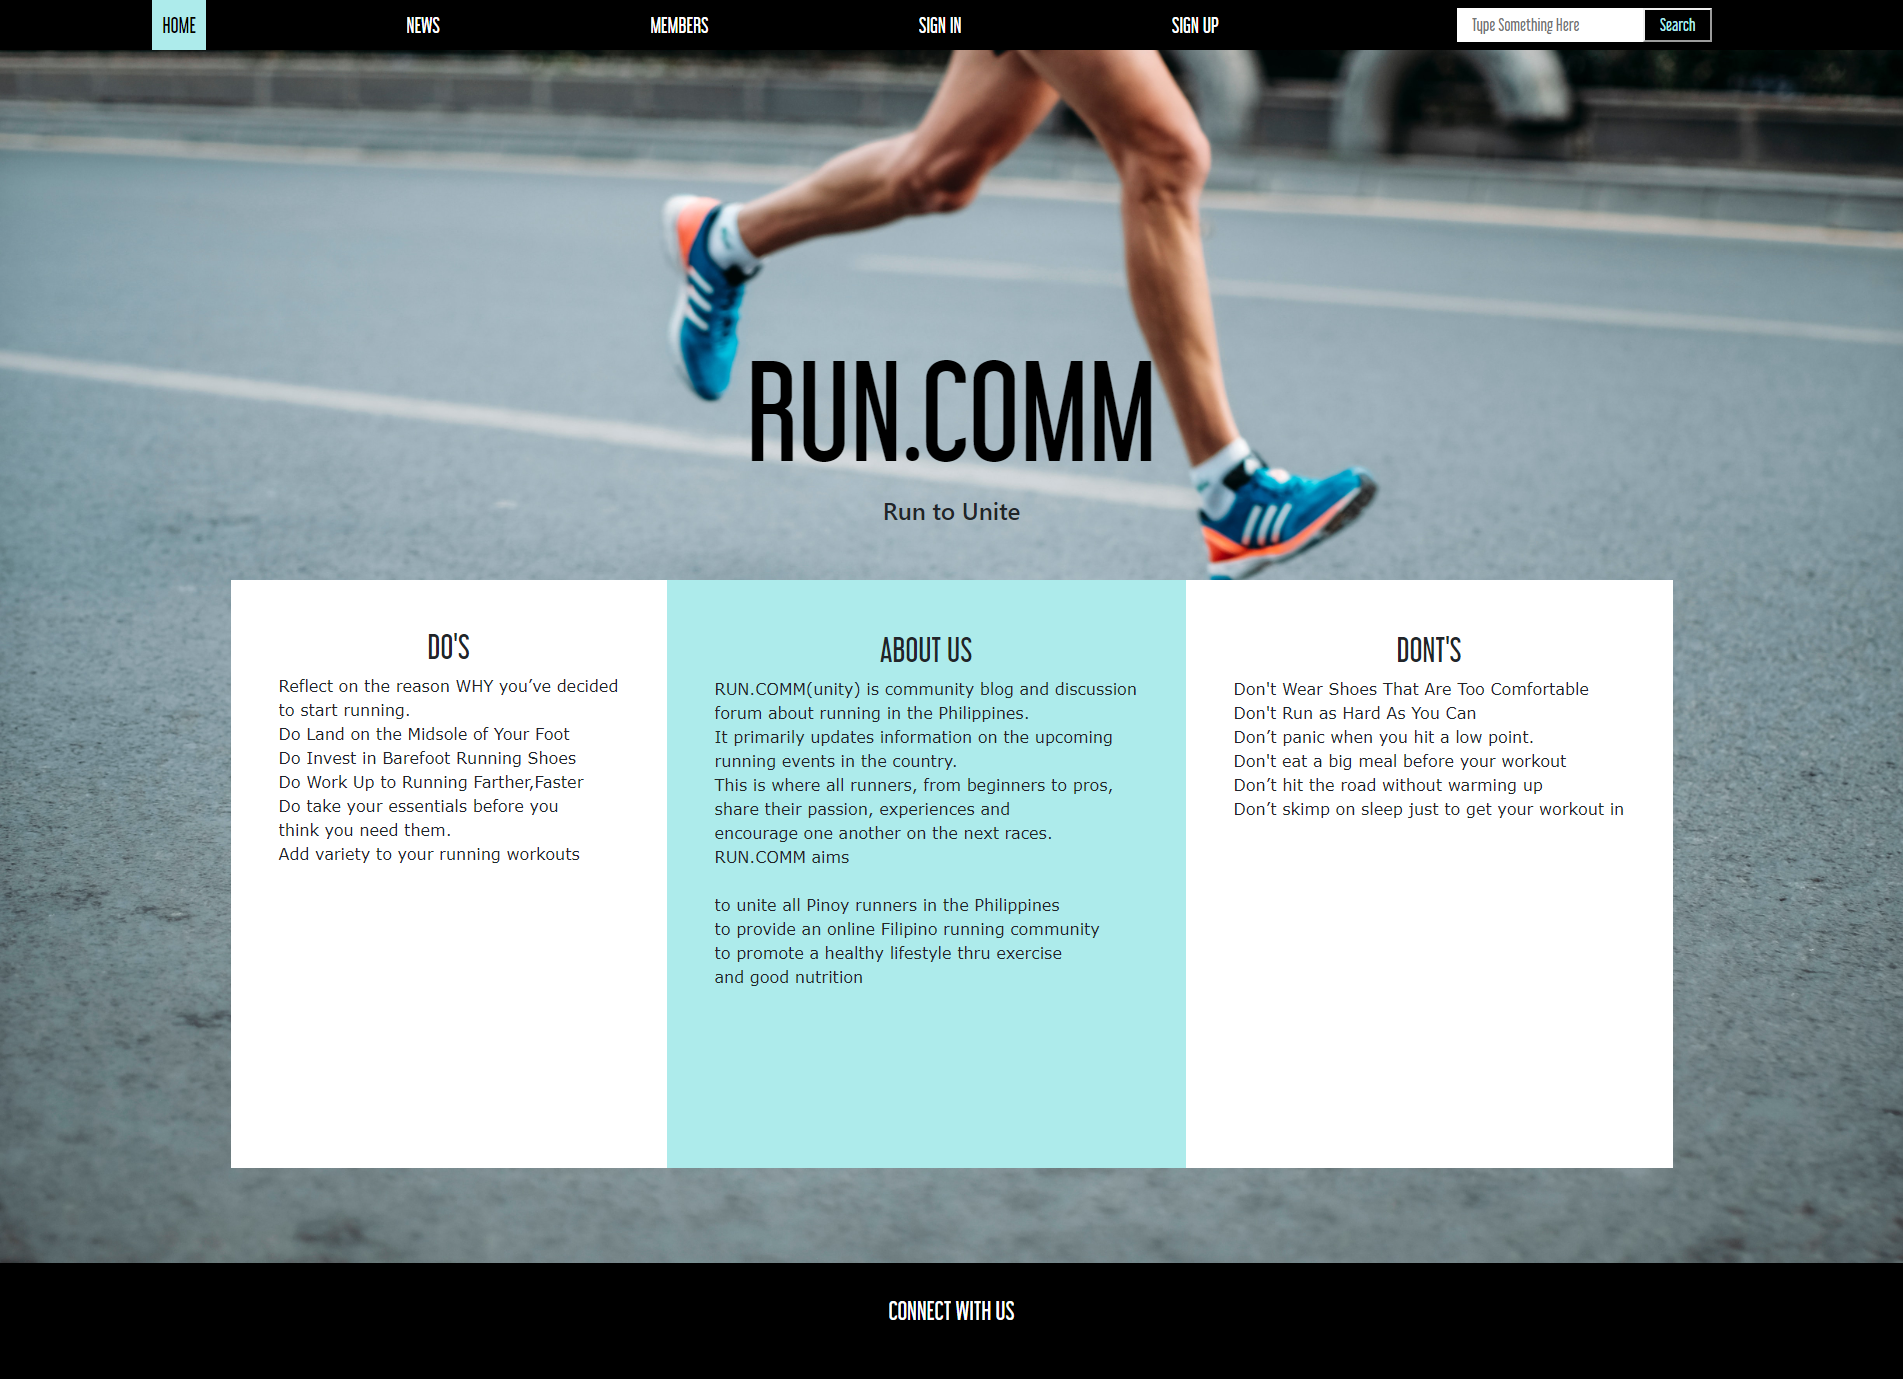 HOME
NEWS
MEMBERS
SIGN IN
SIGN UP
Type Something Here
Search
RUN.COMM
Run to Unite
DO'S
Reflect on the reason WHY you’ve decided
to start running.
Do Land on the Midsole of Your Foot
Do Invest in Barefoot Running Shoes
Do Work Up to Running Farther,Faster
Do take your essentials before you
think you need them.
Add variety to your running workouts
ABOUT US
RUN.COMM(unity) is community blog and discussion
forum about running in the Philippines.
It primarily updates information on the upcoming
running events in the country.
This is where all runners, from beginners to pros,
share their passion, experiences and
encourage one another on the next races.
RUN.COMM aims
to unite all Pinoy runners in the Philippines
to provide an online Filipino running community
to promote a healthy lifestyle thru exercise
and good nutrition
DONT'S
Don't Wear Shoes That Are Too Comfortable
Don't Run as Hard As You Can
Don’t panic when you hit a low point.
Don't eat a big meal before your workout
Don’t hit the road without warming up
Don’t skimp on sleep just to get your workout in
CONNECT WITH US